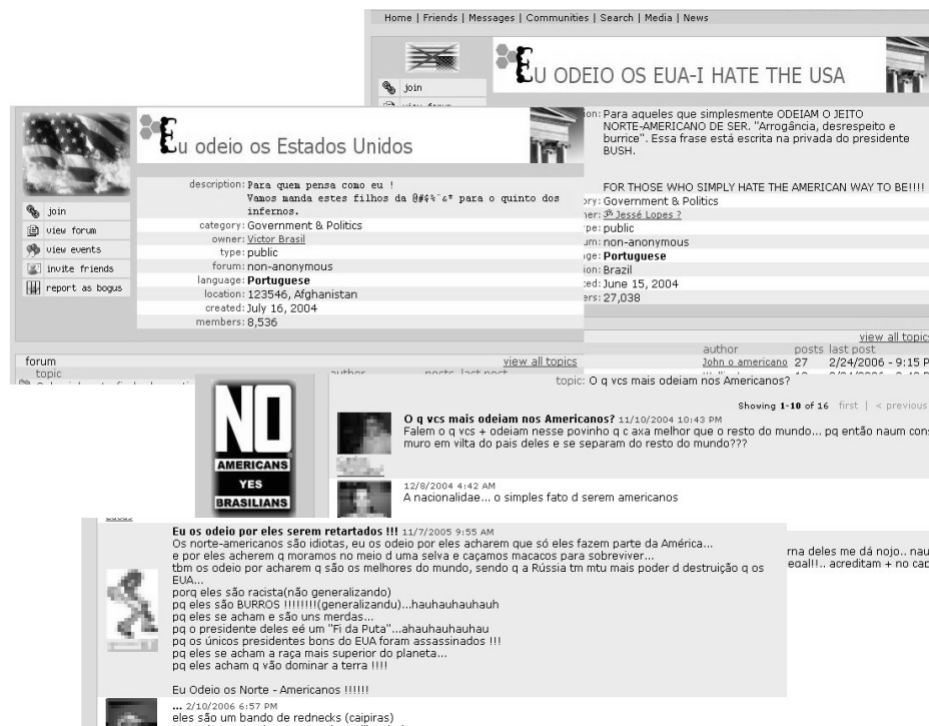 Home | Friends | Messages | Communities | Search | Media | News
Eu ODEIO OS EUA-I HATE THE USA
join
view forum
Para aqueles que simplesmente ODEIAM O JEITO
NORTE-AMERICANO DE SER. "Arrogância, desrespeito e
burrice". Essa frase está escrita na privada do presidente
BUSH.
FOR THOSE WHO SIMPLY HATE THE AMERICAN WAY TO BE!!!!
Government & Politics
Jessé Lopes ?
public
non-anonymous
Portuguese
Brazil
June 15, 2004
27,038
view all topics
author posts last post
John o americano 27 2/24/2006 - 9:15 P
Eu odeio os Estados Unidos
description: Para quem pensa como eu !
Vamos manda estes filhos da @#$%¨&* para o quinto dos
infernos.
category: Government & Politics
owner: Victor Brasil
type: public
forum: non-anonymous
language: Portuguese
location: 123546, Afghanistan
created: July 16, 2004
members: 8,536
join
view forum
view events
invite friends
report as bogus
forum view all topics
topic author posts last post
NO
AMERICANS
YES
BRASILIANS
topic: O q vcs mais odeiam nos Americanos?
Showing 1-10 of 16 first | < previous
O q vcs mais odeiam nos Americanos? 11/10/2004 10:43 PM
Falem o q vcs + odeiam nesse povinho q c axa melhor que o resto do mundo... pq então naum cons
muro em vilta do pais deles e se separam do resto do mundo???
12/8/2004 4:42 AM
A nacionalidae... o simples fato d serem americanos
rna deles me dá nojo.. nau
egal!!.. acreditam + no cap
Eu os odeio por eles serem retartados !!! 11/7/2005 9:55 AM
Os norte-americanos são idiotas, eu os odeio por eles acharem que só eles fazem parte da América...
e por eles acherem q moramos no meio d uma selva e caçamos macacos para sobreviver...
tbm os odeio por acharem q são os melhores do mundo, sendo q a Rússia tm mtu mais poder d destruição q os
EUA...
porq eles são racista(não generalizando)
pq eles são BURROS !!!!!!!!(generalizandu)...hauhauhauhauh
pq eles se acham e são uns merdas...
pq o presidente deles eé um "Fi da Puta"...ahauhauhauhau
pq os únicos presidentes bons do EUA foram assassinados !!!
pq eles se acham a raça mais superior do planeta...
pq eles acham q vão dominar a terra !!!!
Eu Odeio os Norte - Americanos !!!!!!
... 2/10/2006 6:57 PM
eles são um bando de rednecks (caipiras)